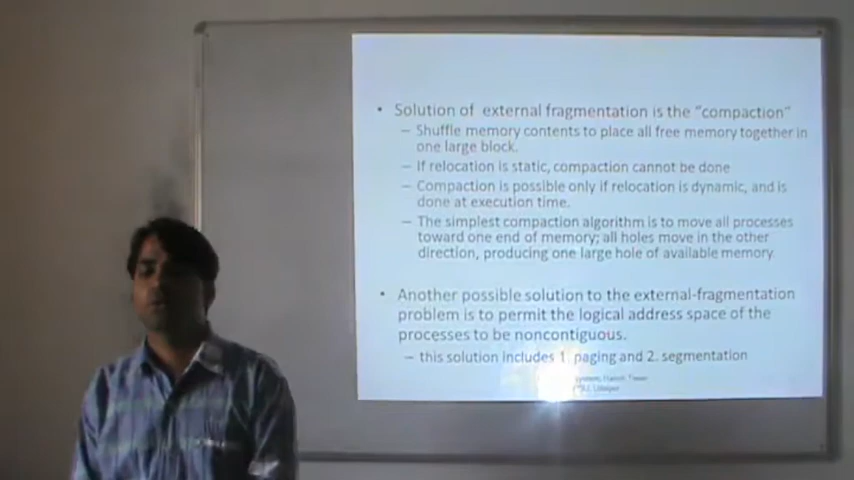 • Solution of external fragmentation is the "compaction"
– Shuffle memory contents to place all free memory together in
one large block.
– If relocation is static, compaction cannot be done
– Compaction is possible only if relocation is dynamic, and is
done at execution time.
– The simplest compaction algorithm is to move all processes
toward one end of memory; all holes move in the other
direction, producing one large hole of available memory
• Another possible solution to the external-fragmentation
problem is to permit the logical address space of the
processes to be noncontiguous.
– this solution includes 1. paging and 2. segmentation